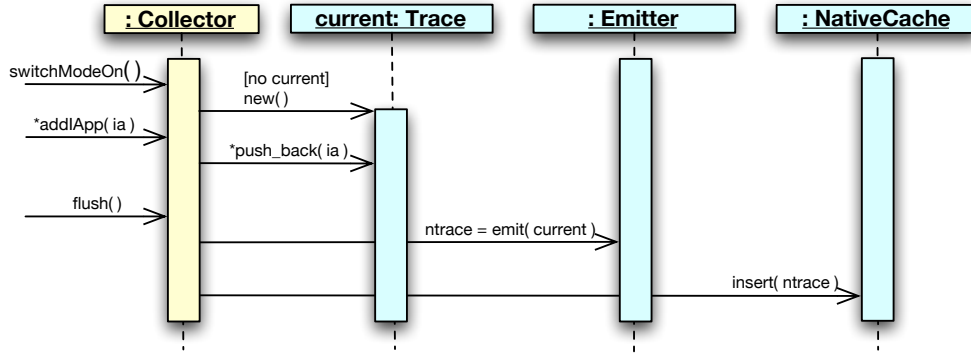 : Collector
current: Trace
: Emitter
: NativeCache
switchModeOn()
[no current]
new()
*addIApp( ia )
*push_back( ia )
flush()
ntrace = emit( current )
insert( ntrace )